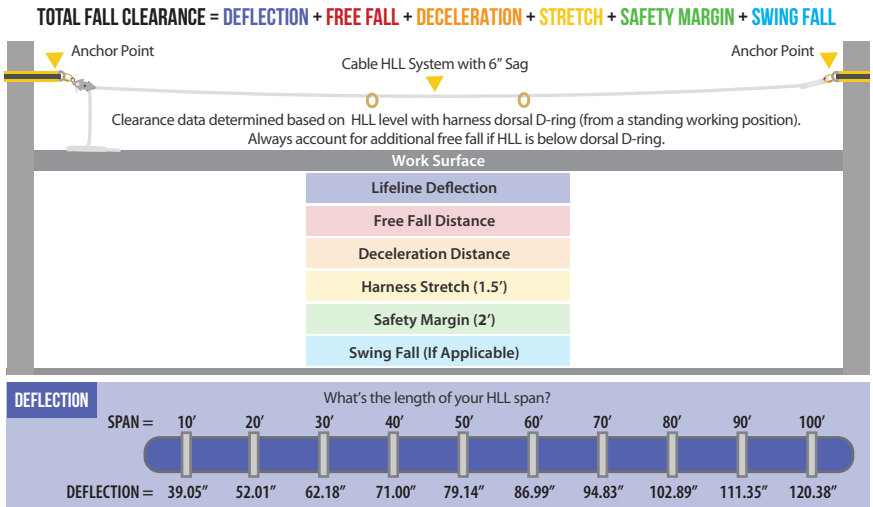 TOTAL FALL CLEARANCE = DEFLECTION + FREE FALL + DECELERATION + STRETCH + SAFETY MARGIN + SWING FALL
Anchor Point
Anchor Point
Cable HLL System with 6” Sag
Clearance data determined based on HLL level with harness dorsal D-ring (from a standing working position).
Always account for additional free fall if HLL is below dorsal D-ring.
Work Surface
Lifeline Deflection
Free Fall Distance
Deceleration Distance
Harness Stretch (1.5’)
Safety Margin (2’)
Swing Fall (If Applicable)
DEFLECTION
What’s the length of your HLL span?
SPAN = 10’ 20’ 30’ 40’ 50’ 60’ 70’ 80’ 90’ 100’
DEFLECTION = 39.05” 52.01” 62.18” 71.00” 79.14” 86.99” 94.83” 102.89” 111.35” 120.38”